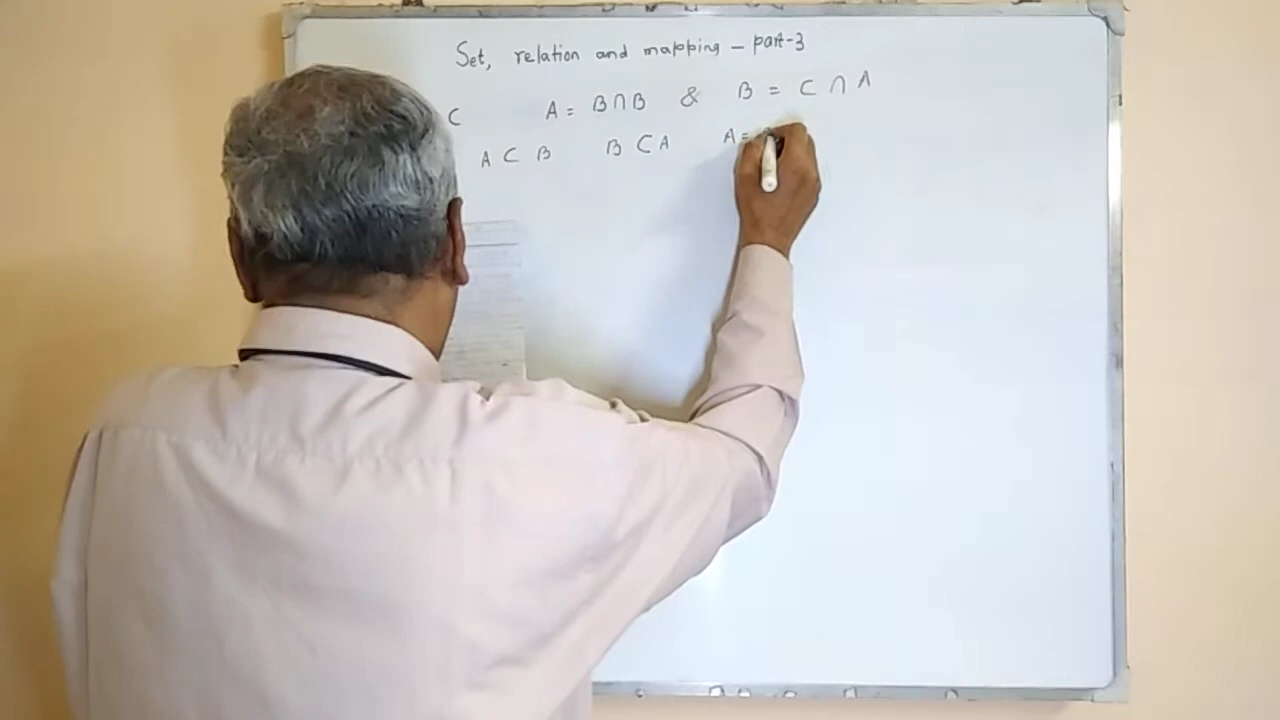 Set, relation and mapping – part-3
C A = B∩B & B = C ∩ A
A ⊂ B B ⊂ A A =